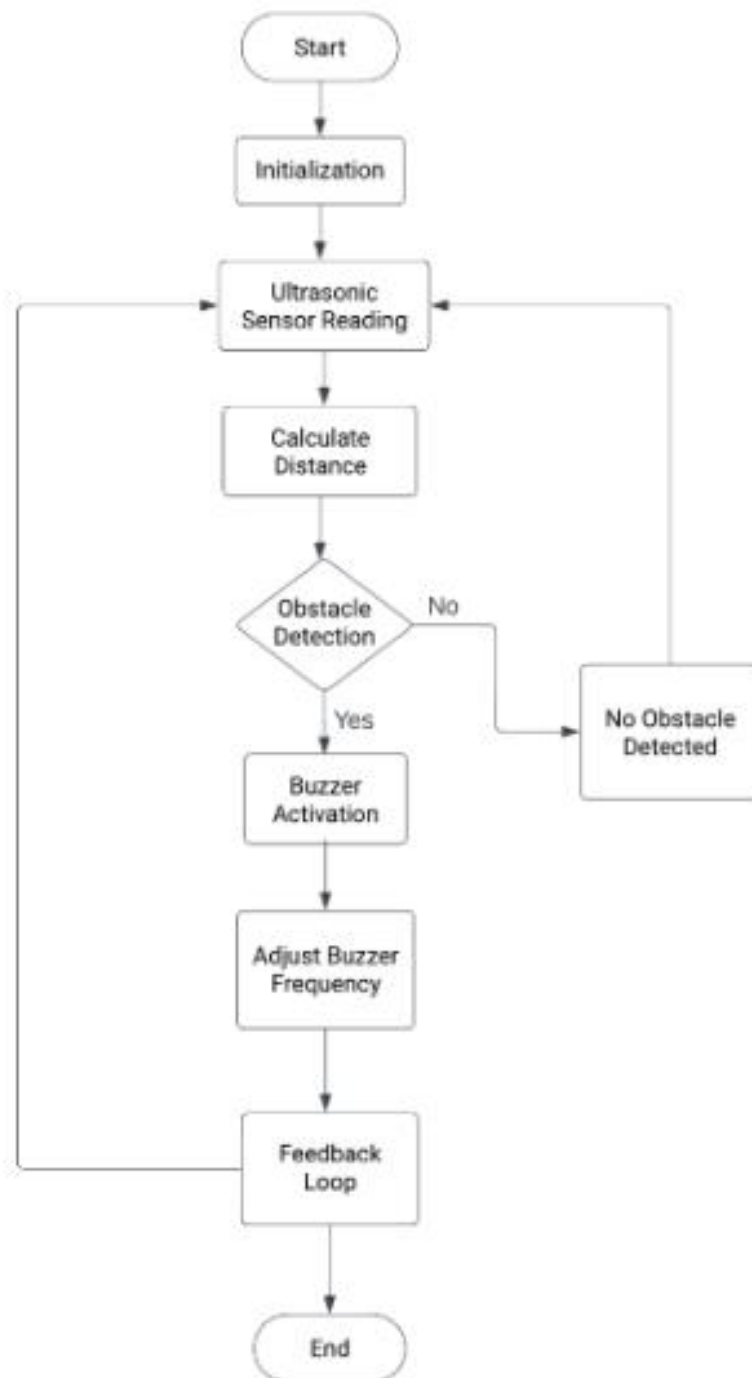 Start
Initialization
Ultrasonic
Sensor Reading
Calculate
Distance
Obstacle
Detection
No
No Obstacle
Detected
Yes
Buzzer
Activation
Adjust Buzzer
Frequency
Feedback
Loop
End